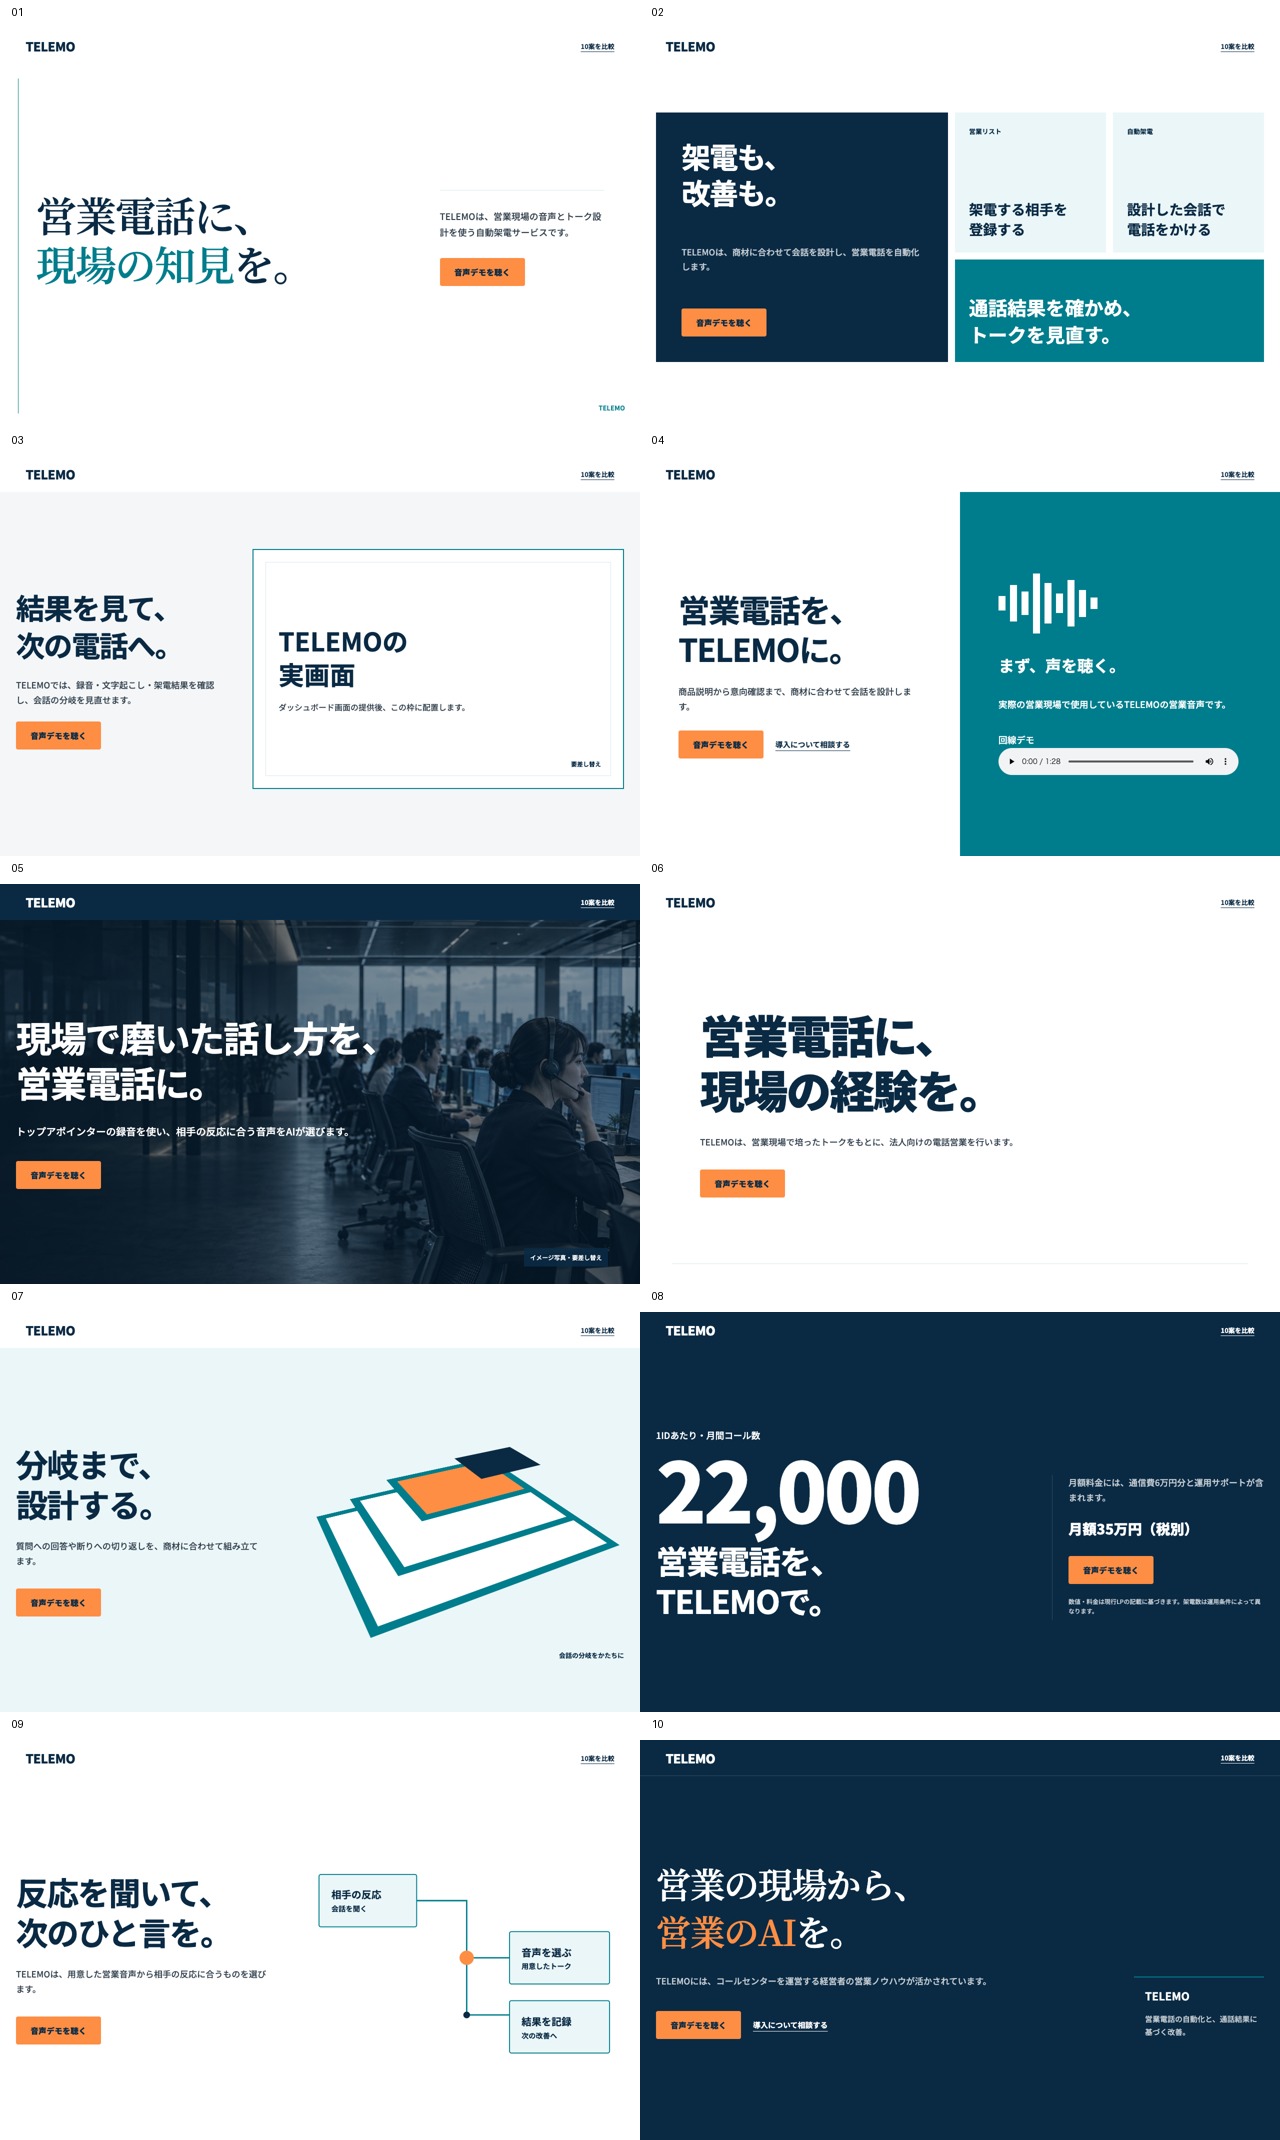 01
TELEMO
10案を比較
営業電話に、
現場の知見を。
TELEMOは、営業現場の音声とトーク設
計を使う自動架電サービスです。
音声デモを聴く
TELEMO
02
TELEMO
10案を比較
架電も、
改善も。
TELEMOは、商材に合わせて会話を設計し、営業電話を自動化
します。
音声デモを聴く
営業リスト
架電する相手を
登録する
自動架電
設計した会話で
電話をかける
通話結果を確かめ、
トークを見直す。
03
TELEMO
10案を比較
結果を見て、
次の電話へ。
TELEMOでは、録音・文字起こし・架電結果を確認
し、会話の分岐を見直せます。
音声デモを聴く
TELEMOの
実画面
ダッシュボード画面の提供後、この枠に配置します。
要差し替え
04
TELEMO
10案を比較
営業電話を、
TELEMOに。
商品説明から意向確認まで、商材に合わせて会話を設計しま
す。
音声デモを聴く
導入について相談する
まず、声を聴く。
実際の営業現場で使用しているTELEMOの営業音声です。
回線デモ
0:00 / 1:28
05
TELEMO
10案を比較
現場で磨いた話し方を、
営業電話に。
トップアポインターの録音を使い、相手の反応に合う音声をAIが選びます。
音声デモを聴く
イメージ写真・要差し替え
06
TELEMO
10案を比較
営業電話に、
現場の経験を。
TELEMOは、営業現場で培ったトークをもとに、法人向けの電話営業を行います。
音声デモを聴く
07
TELEMO
10案を比較
分岐まで、
設計する。
質問への回答や断りへの切り返しを、商材に合わせて組み立て
ます。
音声デモを聴く
会話の分岐をかたちに
08
TELEMO
10案を比較
1IDあたり・月間コール数
22,000
営業電話を、
TELEMOで。
月額料金には、通信費6万円分と運用サポートが含
まれます。
月額35万円（税別）
音声デモを聴く
数値・料金は現行LPの記載に基づきます。架電数は運用条件によって異
なります。
09
TELEMO
10案を比較
反応を聞いて、
次のひと言を。
TELEMOは、用意した営業音声から相手の反応に合うものを選び
ます。
音声デモを聴く
相手の反応
会話を聞く
音声を選ぶ
用意したトーク
結果を記録
次の改善へ
10
TELEMO
10案を比較
営業の現場から、
営業のAIを。
TELEMOには、コールセンターを運営する経営者の営業ノウハウが活かされています。
音声デモを聴く
導入について相談する
TELEMO
営業電話の自動化と、通話結果に
基づく改善。